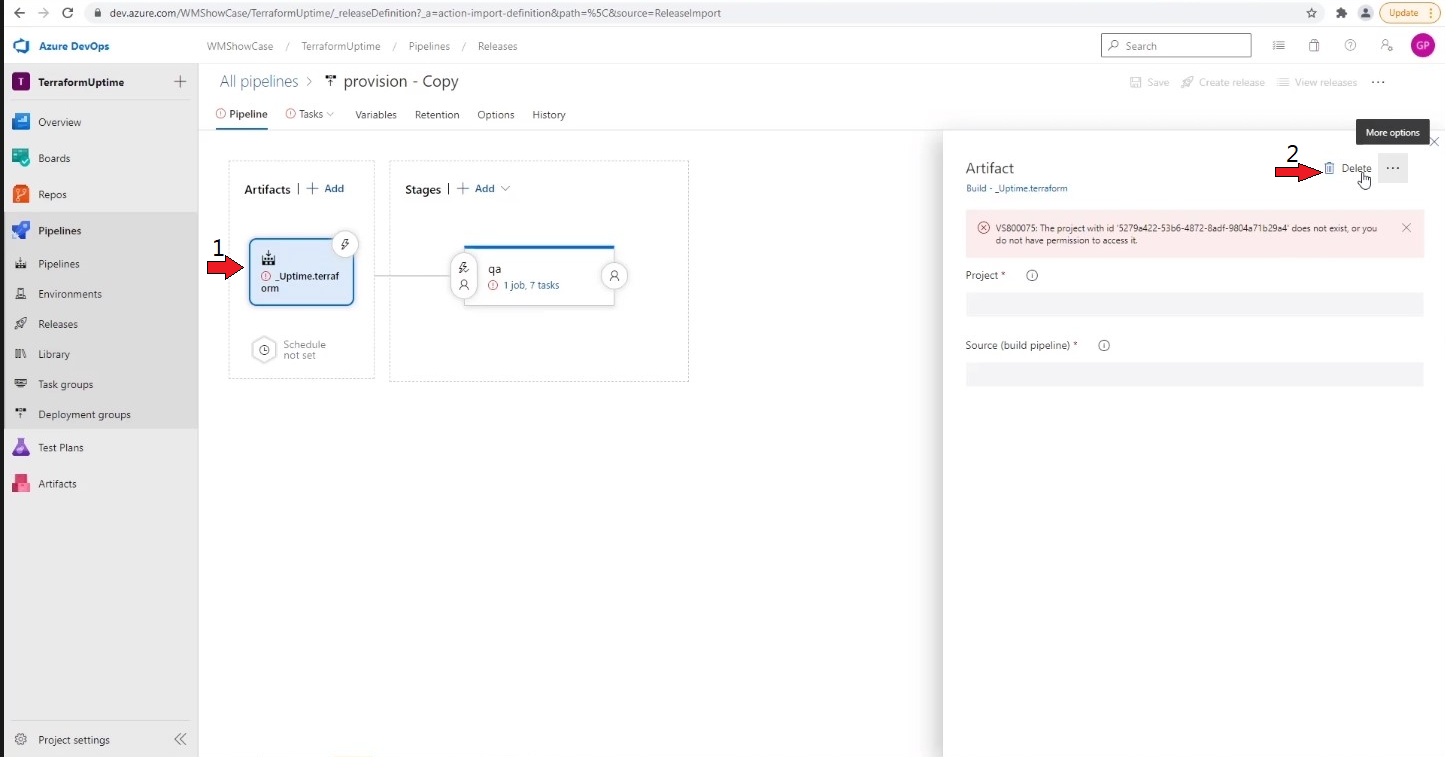 dev.azure.com/WMShowCase/TerraformUptime/_releaseDefinition?_a=action-import-definition&path=%5C&source=ReleaseImport
Update
Azure DevOps
WMShowCase / TerraformUptime / Pipelines / Releases
Search
GP
T TerraformUptime
All pipelines > provision - Copy
Save Create release View releases ...
Overview
Boards
Repos
Pipelines
Pipelines
Environments
Releases
Library
Task groups
Deployment groups
Test Plans
Artifacts
Project settings
Pipeline Tasks Variables Retention Options History
Artifacts | + Add
Stages | + Add
1
_Uptime.terraf
orm
Schedule
not set
qa
1 job, 7 tasks
More options
Artifact
2
Delete ...
Build - _Uptime.terraform
VS800075: The project with id '5279a422-53b6-4872-8adf-9804a71b29a4' does not exist, or you
do not have permission to access it.
Project *
Source (build pipeline) *